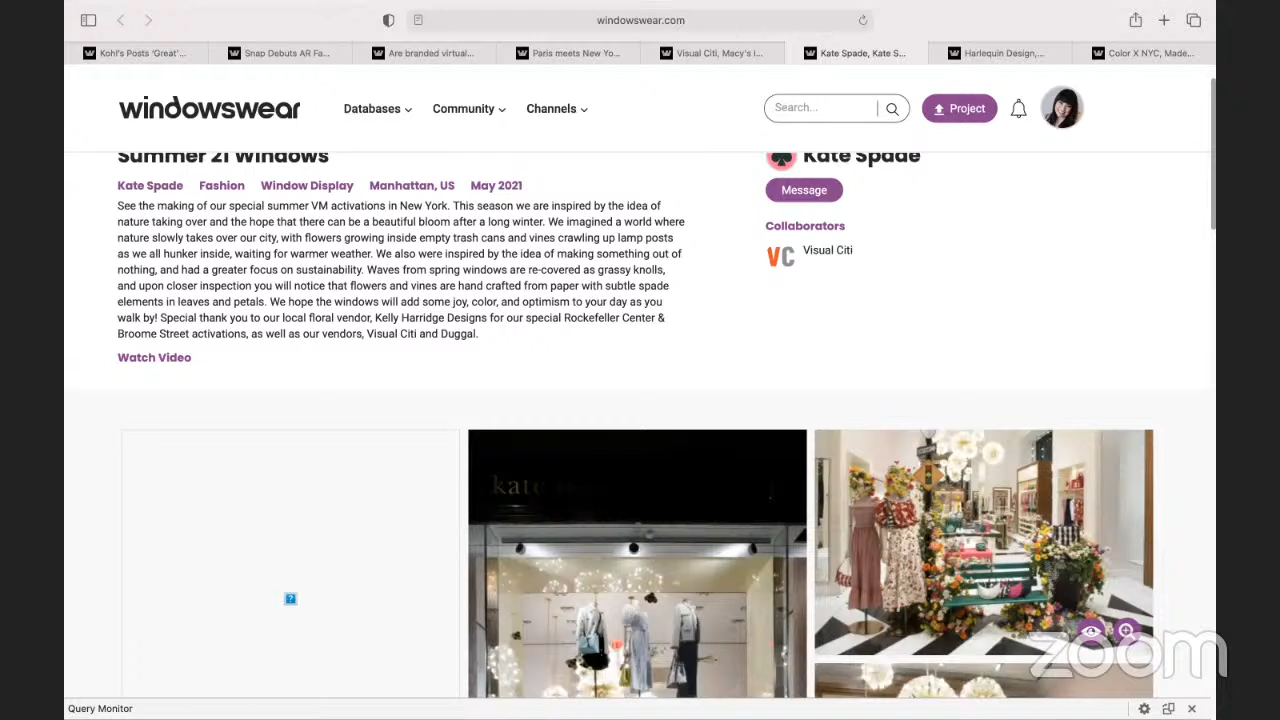 windowswear.com
Kohl's Posts 'Great'...
Snap Debuts AR Fa...
Are branded virtual...
Paris meets New Yo...
Visual Citi, Macy's I...
Kate Spade, Kate S...
Harlequin Design,...
Color X NYC, Made...
windowswear
Databases
Community
Channels
Search...
Project
Summer 21 Windows
Kate Spade Fashion Window Display Manhattan, US May 2021
See the making of our special summer VM activations in New York. This season we are inspired by the idea of
nature taking over and the hope that there can be a beautiful bloom after a long winter. We imagined a world where
nature slowly takes over our city, with flowers growing inside empty trash cans and vines crawling up lamp posts
as we all hunker inside, waiting for warmer weather. We also were inspired by the idea of making something out of
nothing, and had a greater focus on sustainability. Waves from spring windows are re-covered as grassy knolls,
and upon closer inspection you will notice that flowers and vines are hand crafted from paper with subtle spade
elements in leaves and petals. We hope the windows will add some joy, color, and optimism to your day as you
walk by! Special thank you to our local floral vendor, Kelly Harridge Designs for our special Rockefeller Center &
Broome Street activations, as well as our vendors, Visual Citi and Duggal.
Watch Video
Kate Spade
Message
Collaborators
VC
Visual Citi
kate
zoom
Query Monitor